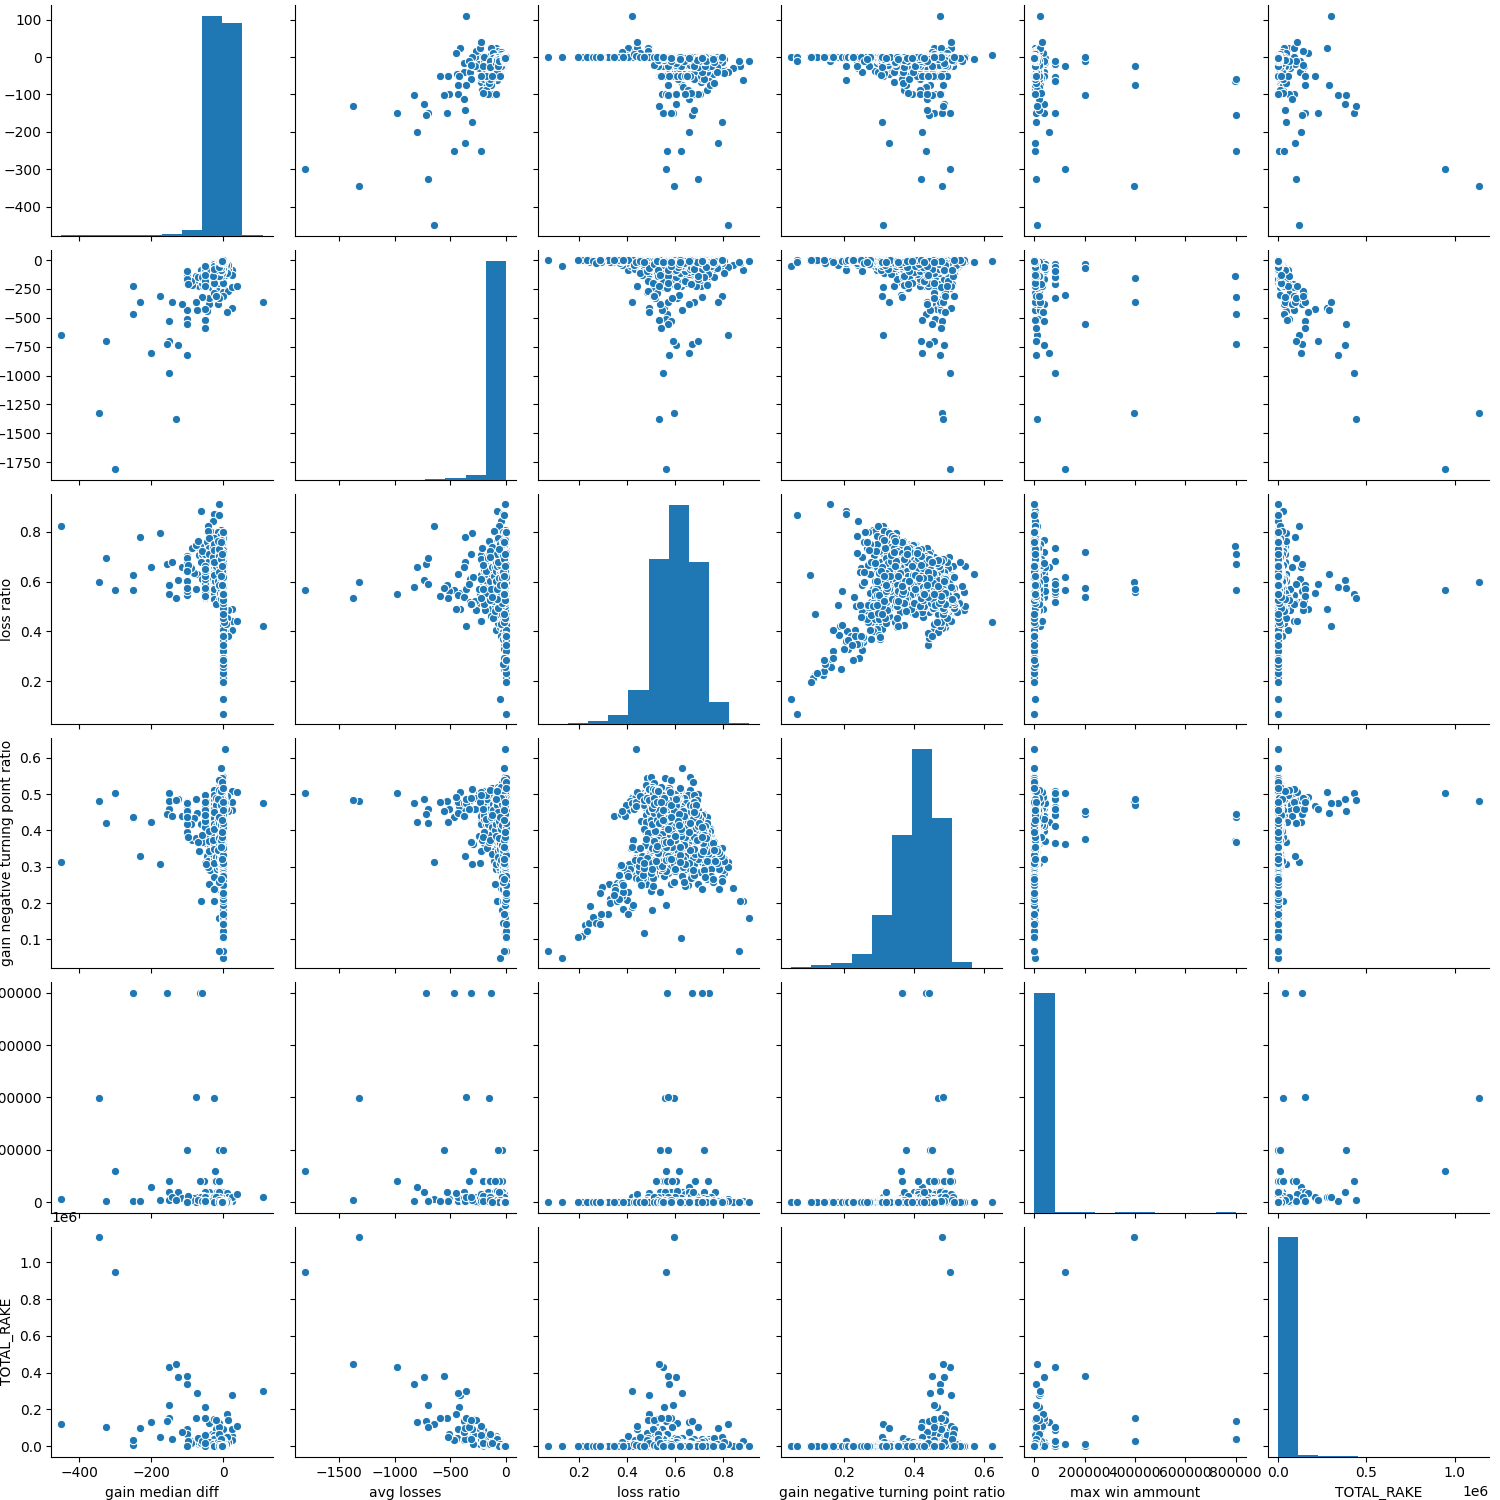 100
0
−100
−200
−300
−400
0
−250
−500
−750
−1000
−1250
−1500
−1750
loss ratio
0.8
0.6
0.4
0.2
gain negative turning point ratio
0.6
0.5
0.4
0.3
0.2
0.1
0
1e6
TOTAL_RAKE
1.0
0.8
0.6
0.4
0.2
0.0
−400 −200 0
−1500 −1000 −500 0
0.2 0.4 0.6 0.8
0.2 0.4 0.6
0 200000 400000 600000 800000
0.0 0.5 1.0
1e6
gain median diff
avg losses
loss ratio
gain negative turning point ratio
max win ammount
TOTAL_RAKE